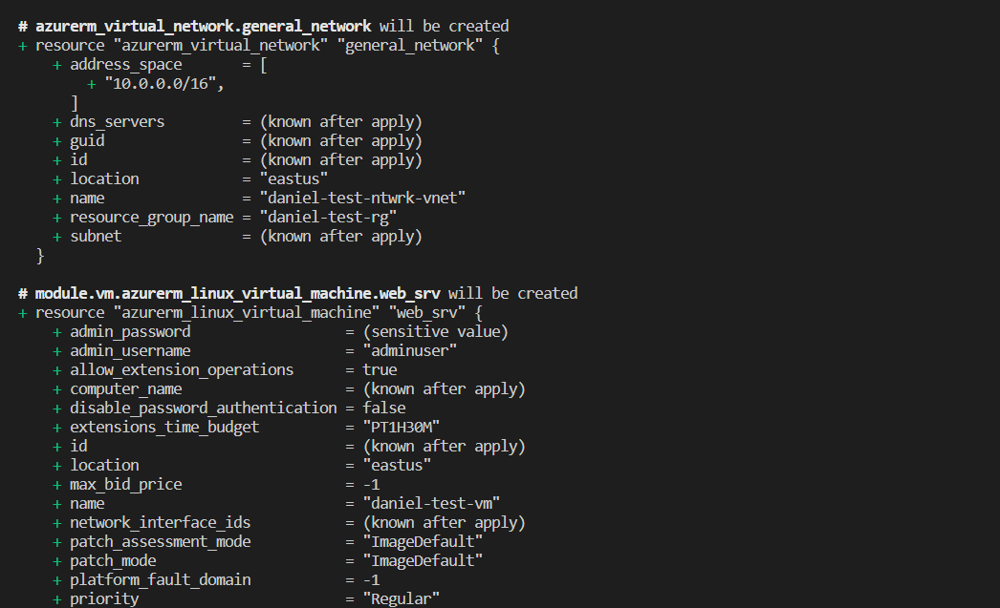 # azurerm_virtual_network.general_network will be created
+ resource "azurerm_virtual_network" "general_network" {
    + address_space       = [
        + "10.0.0.0/16",
      ]
    + dns_servers         = (known after apply)
    + guid                = (known after apply)
    + id                  = (known after apply)
    + location            = "eastus"
    + name                = "daniel-test-ntwrk-vnet"
    + resource_group_name = "daniel-test-rg"
    + subnet              = (known after apply)
  }
# module.vm.azurerm_linux_virtual_machine.web_srv will be created
+ resource "azurerm_linux_virtual_machine" "web_srv" {
    + admin_password                  = (sensitive value)
    + admin_username                  = "adminuser"
    + allow_extension_operations      = true
    + computer_name                   = (known after apply)
    + disable_password_authentication = false
    + extensions_time_budget          = "PT1H30M"
    + id                              = (known after apply)
    + location                        = "eastus"
    + max_bid_price                   = -1
    + name                            = "daniel-test-vm"
    + network_interface_ids           = (known after apply)
    + patch_assessment_mode           = "ImageDefault"
    + patch_mode                      = "ImageDefault"
    + platform_fault_domain           = -1
    + priority                        = "Regular"